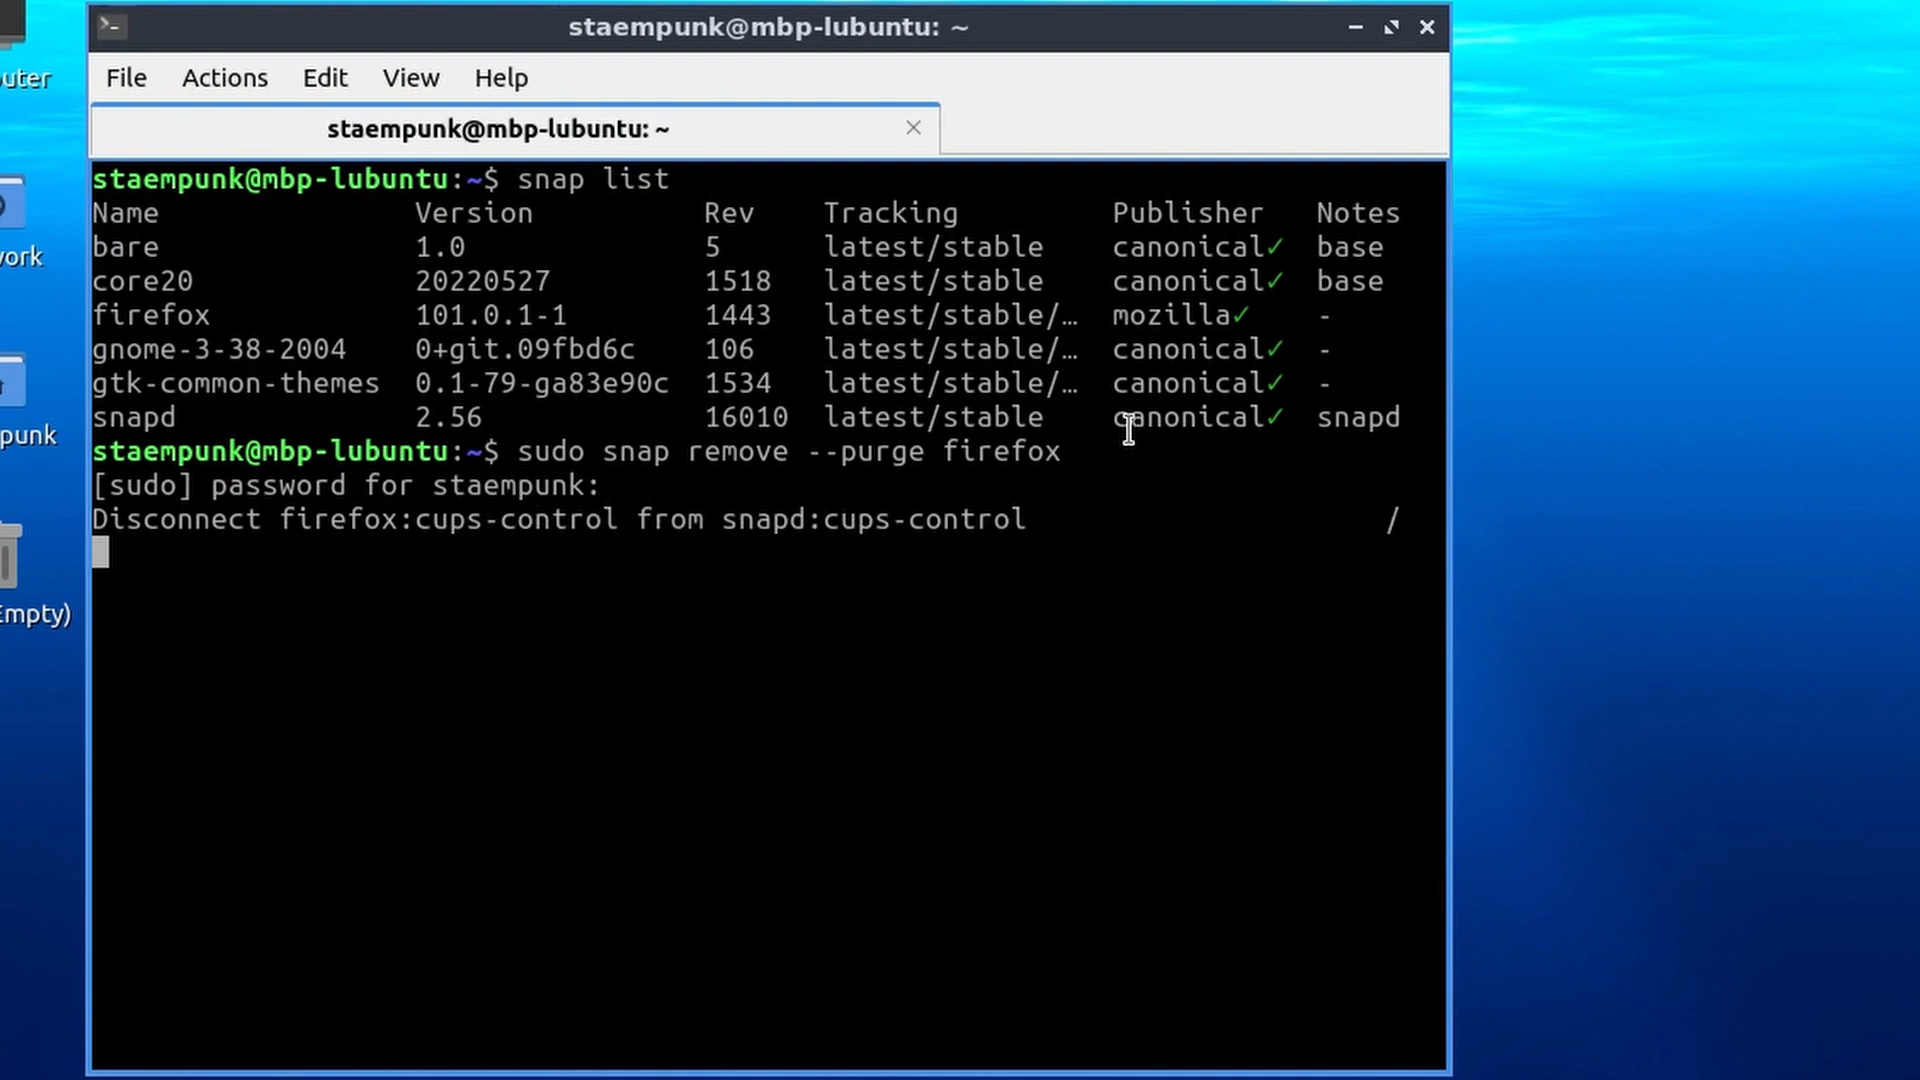 staempunk@mbp-lubuntu: ~
File Actions Edit View Help
staempunk@mbp-lubuntu: ~
staempunk@mbp-lubuntu:~$ snap list
Name Version Rev Tracking Publisher Notes
bare 1.0 5 latest/stable canonical✓ base
core20 20220527 1518 latest/stable canonical✓ base
firefox 101.0.1-1 1443 latest/stable/… mozilla✓ -
gnome-3-38-2004 0+git.09fbd6c 106 latest/stable/… canonical✓ -
gtk-common-themes 0.1-79-ga83e90c 1534 latest/stable/… canonical✓ -
snapd 2.56 16010 latest/stable canonical✓ snapd
staempunk@mbp-lubuntu:~$ sudo snap remove --purge firefox
[sudo] password for staempunk:
Disconnect firefox:cups-control from snapd:cups-control /
uter
work
punk
Empty)